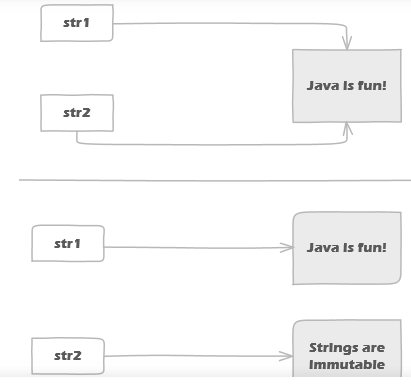 str1
Java is fun!
str2
str1
Java is fun!
str2
Strings are
immutable